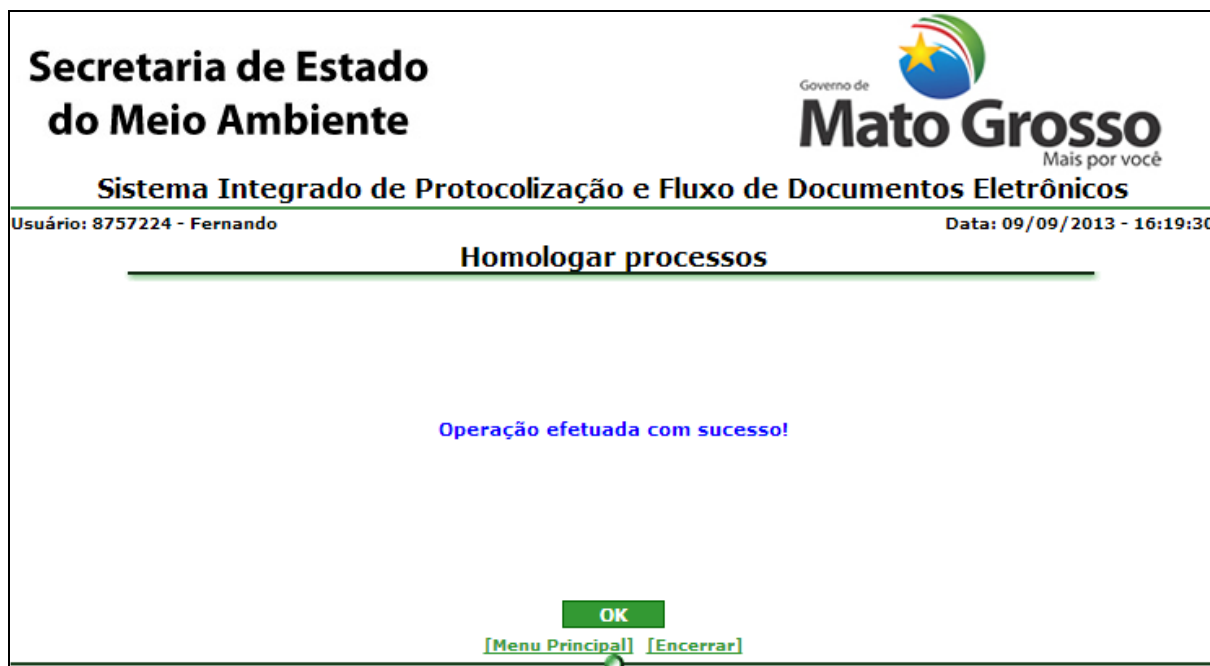 Secretaria de Estado
do Meio Ambiente
Governo de
Mato Grosso
Mais por você
Sistema Integrado de Protocolização e Fluxo de Documentos Eletrônicos
Usuário: 8757224 - Fernando
Data: 09/09/2013 - 16:19:30
Homologar processos
Operação efetuada com sucesso!
OK
[Menu Principal] [Encerrar]